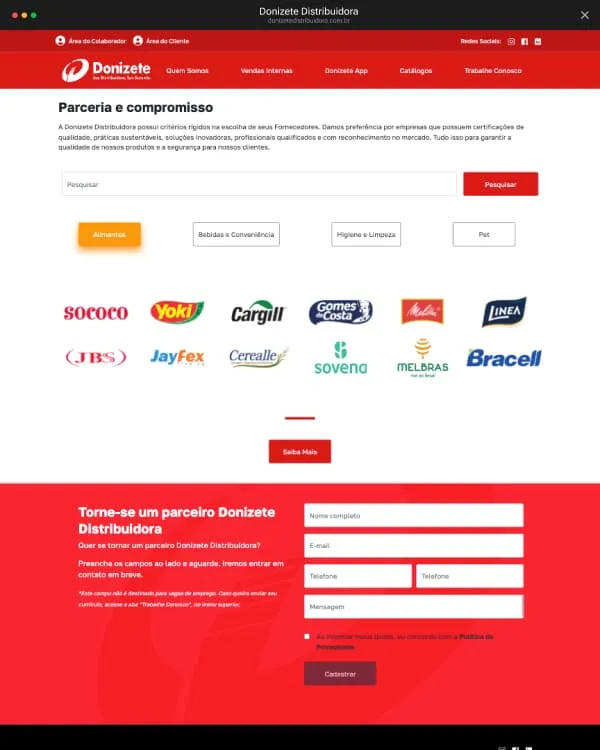 Donizete Distribuidora
donizetedistribuidora.com.br
Área do Colaborador Área do Cliente Redes Sociais:
Donizete
Quem Somos Vendas Internas Donizete App Catálogos Trabalhe Conosco
Parceria e compromisso
A Donizete Distribuidora possui critérios rígidos na escolha de seus Fornecedores. Damos preferência por empresas que possuem certificações de
qualidade, práticas sustentáveis, soluções inovadoras, profissionais qualificados e com reconhecimento no mercado. Tudo isso para garantir a
qualidade de nossos produtos e a segurança para nossos clientes.
Pesquisar Pesquisar
Alimentos Bebidas e Conveniência Higiene e Limpeza Pet
SOCOCO Yoki Cargill Gomes da Costa Melitta LINEA
JBS JayFex Cerealle sovena MELBRAS Bracell
mel do Brasil
Saiba Mais
Torne-se um parceiro Donizete
Distribuidora
Quer se tornar um parceiro Donizete Distribuidora?
Preencha os campos ao lado e aguarde. Iremos entrar em
contato em breve.
*Este campo não é destinado para vagas de emprego. Caso queira enviar seu
currículo, acesse a aba "Trabalhe Conosco", no menu superior.
Nome completo
E-mail
Telefone Telefone
Mensagem
Ao informar meus dados, eu concordo com a Política de
Privacidade.
Cadastrar